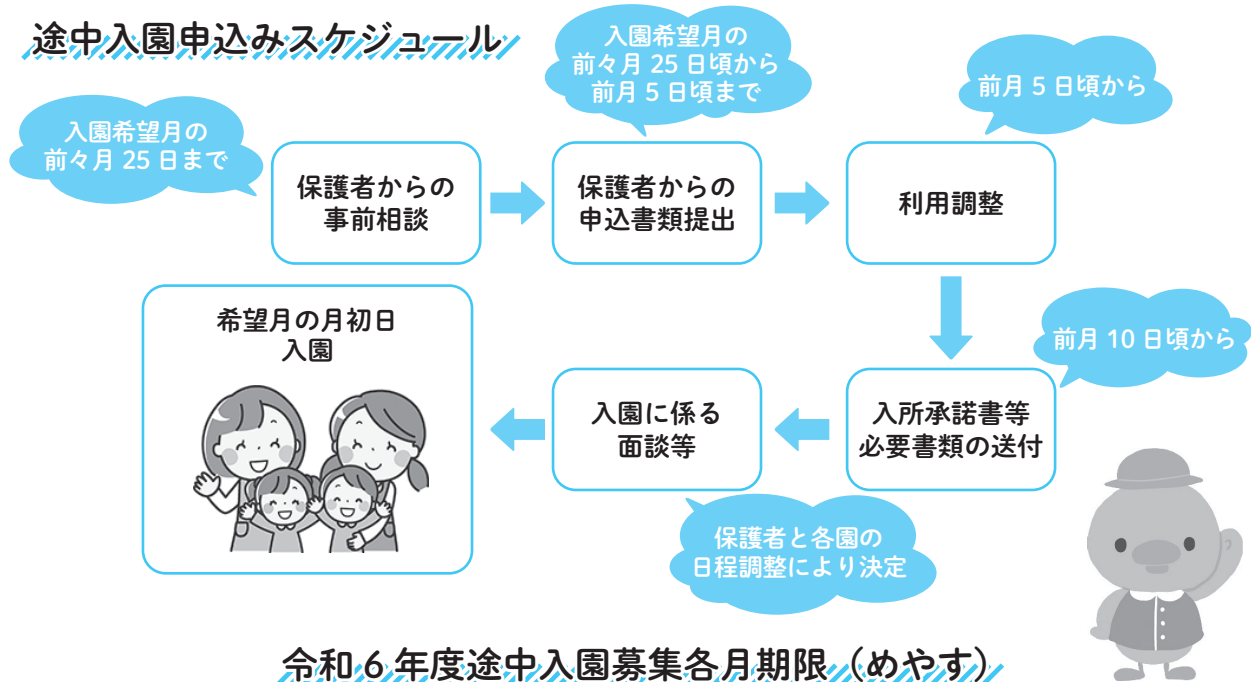 途中入園申込みスケジュール
入園希望月の
前々月 25 日まで
保護者からの
事前相談
入園希望月の
前々月 25 日頃から
前月 5 日頃まで
保護者からの
申込書類提出
前月 5 日頃から
利用調整
前月 10 日頃から
入所承諾書等
必要書類の送付
入園に係る
面談等
保護者と各園の
日程調整により決定
希望月の月初日
入園
令和 6 年度途中入園募集各月期限（めやす）